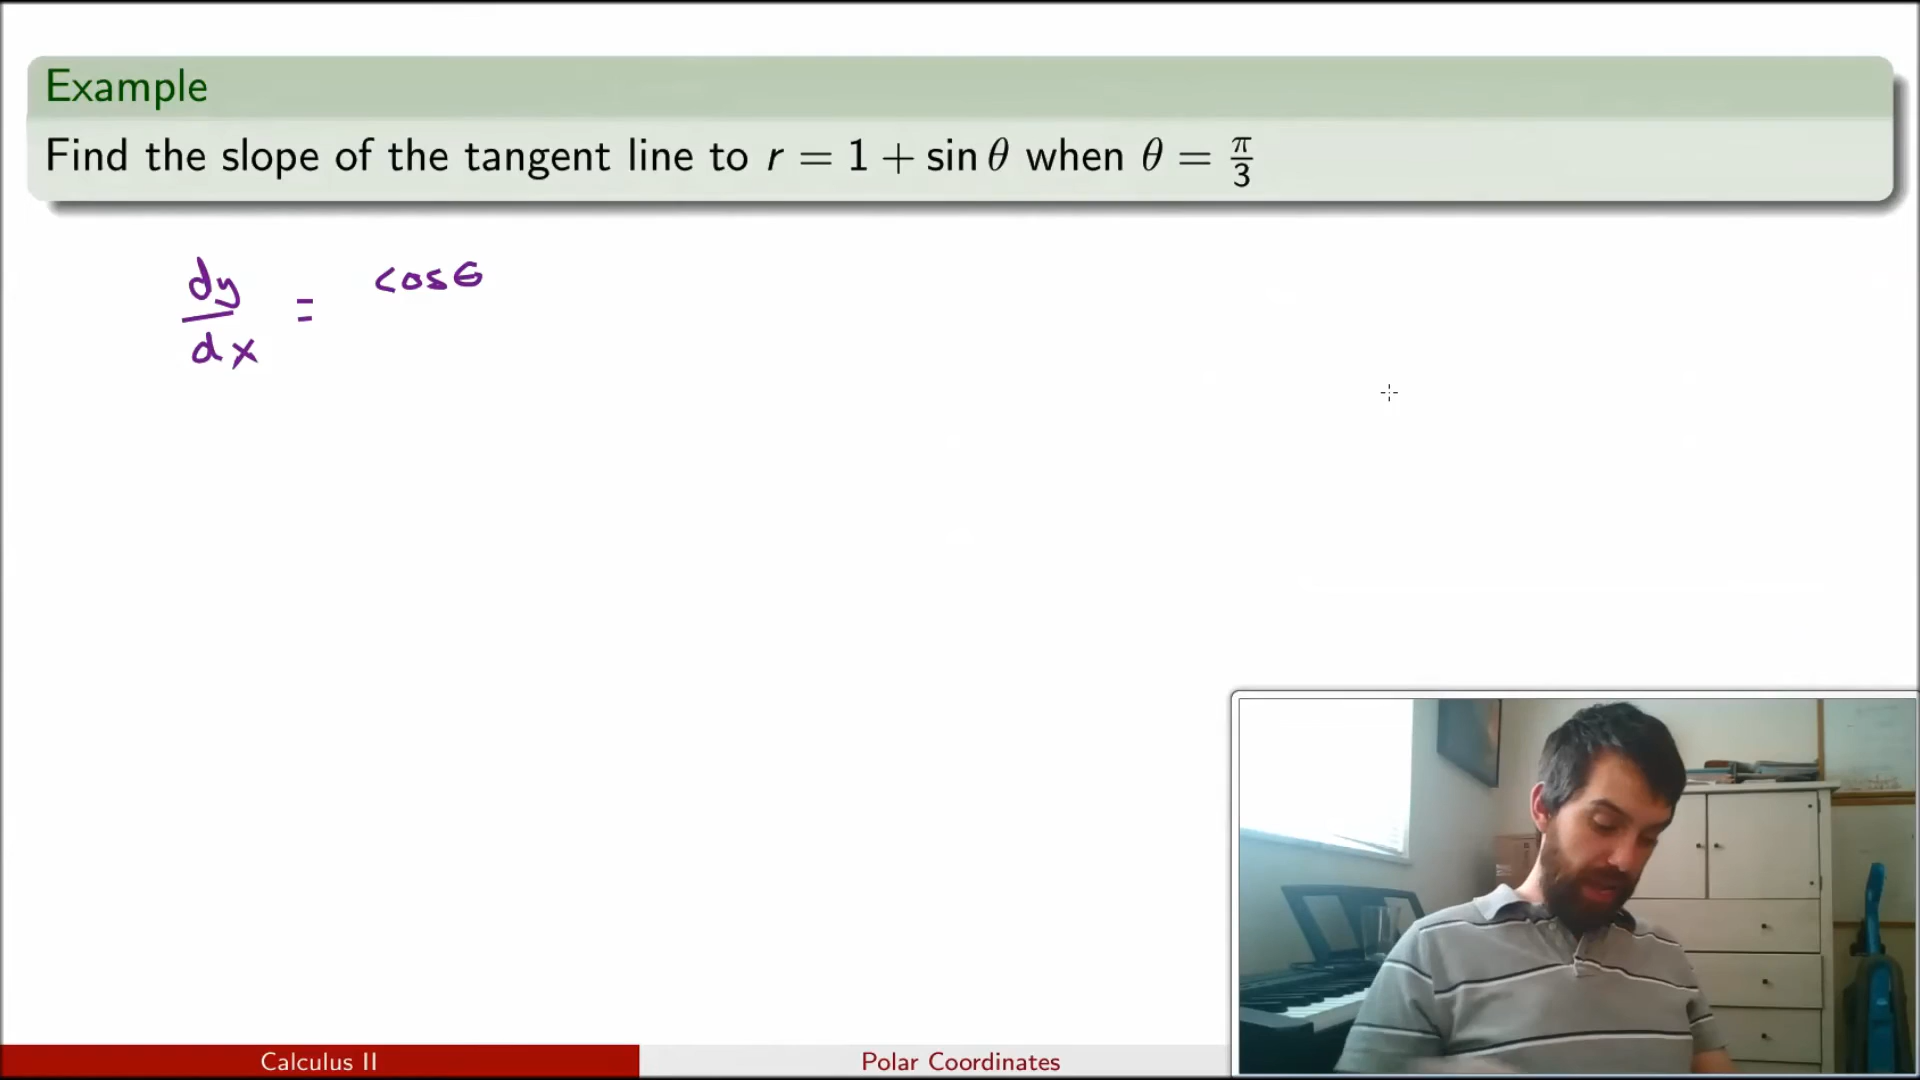 Example
Find the slope of the tangent line to r = 1 + sin θ when θ = π/3
dy/dx = cosθ
Calculus II
Polar Coordinates